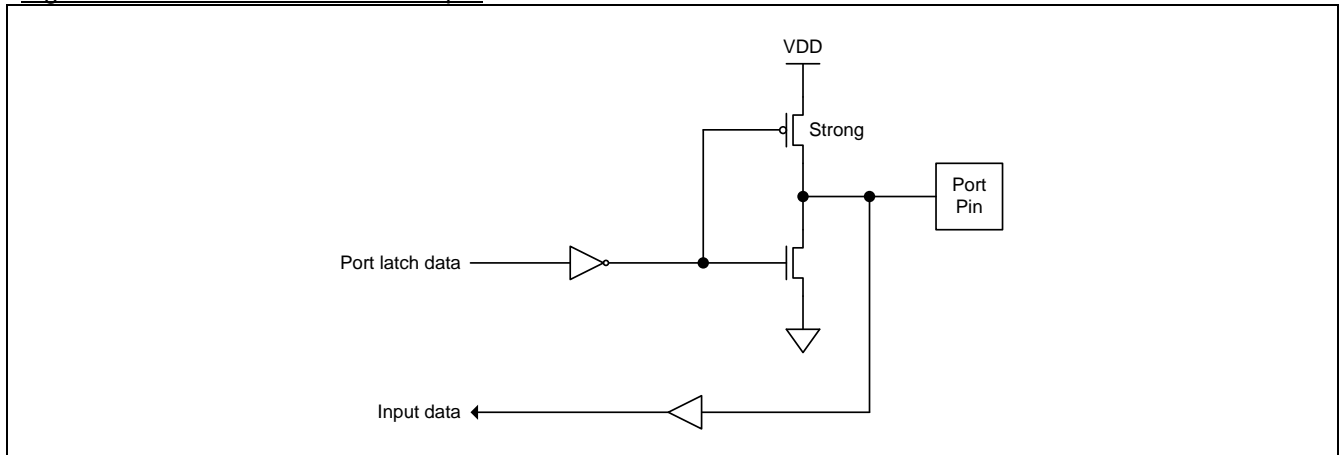 VDD
Strong
Port
Pin
Port latch data
Input data